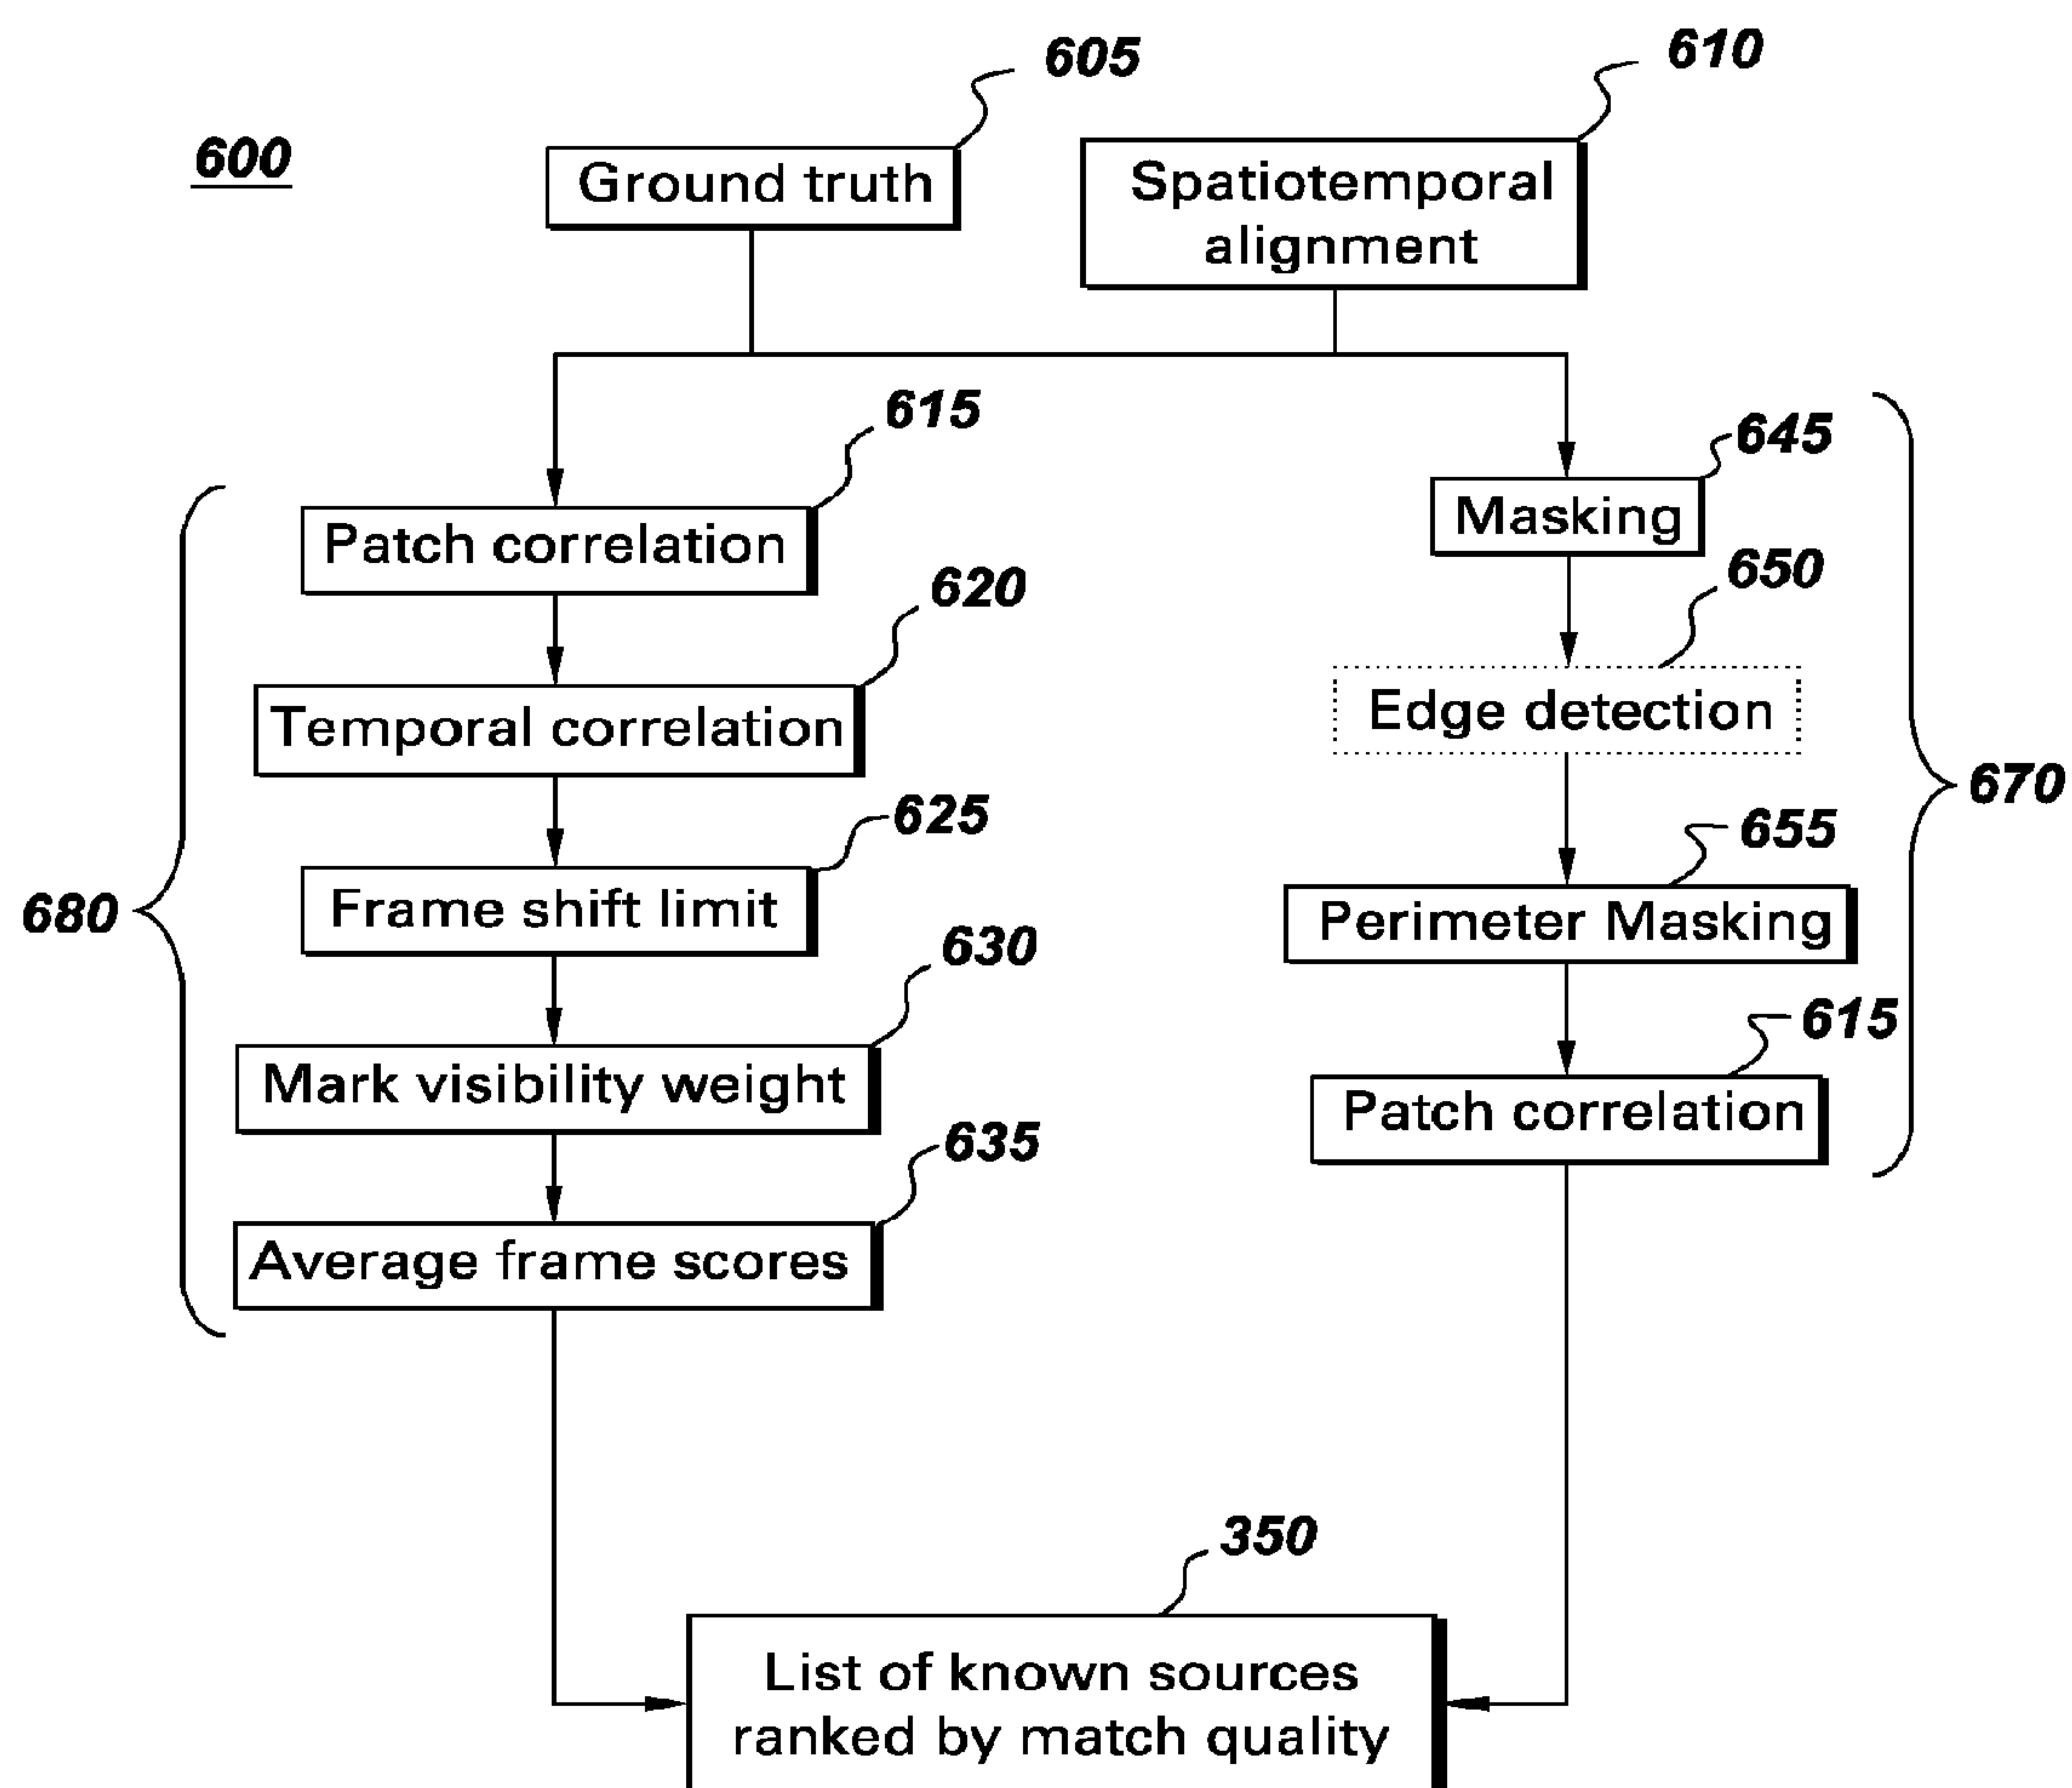 605
610
600
Ground truth
Spatiotemporal
alignment
615
645
Patch correlation
Masking
620
650
Temporal correlation
Edge detection
670
625
655
680
Frame shift limit
Perimeter Masking
630
615
Mark visibility weight
Patch correlation
635
Average frame scores
350
List of known sources
ranked by match quality